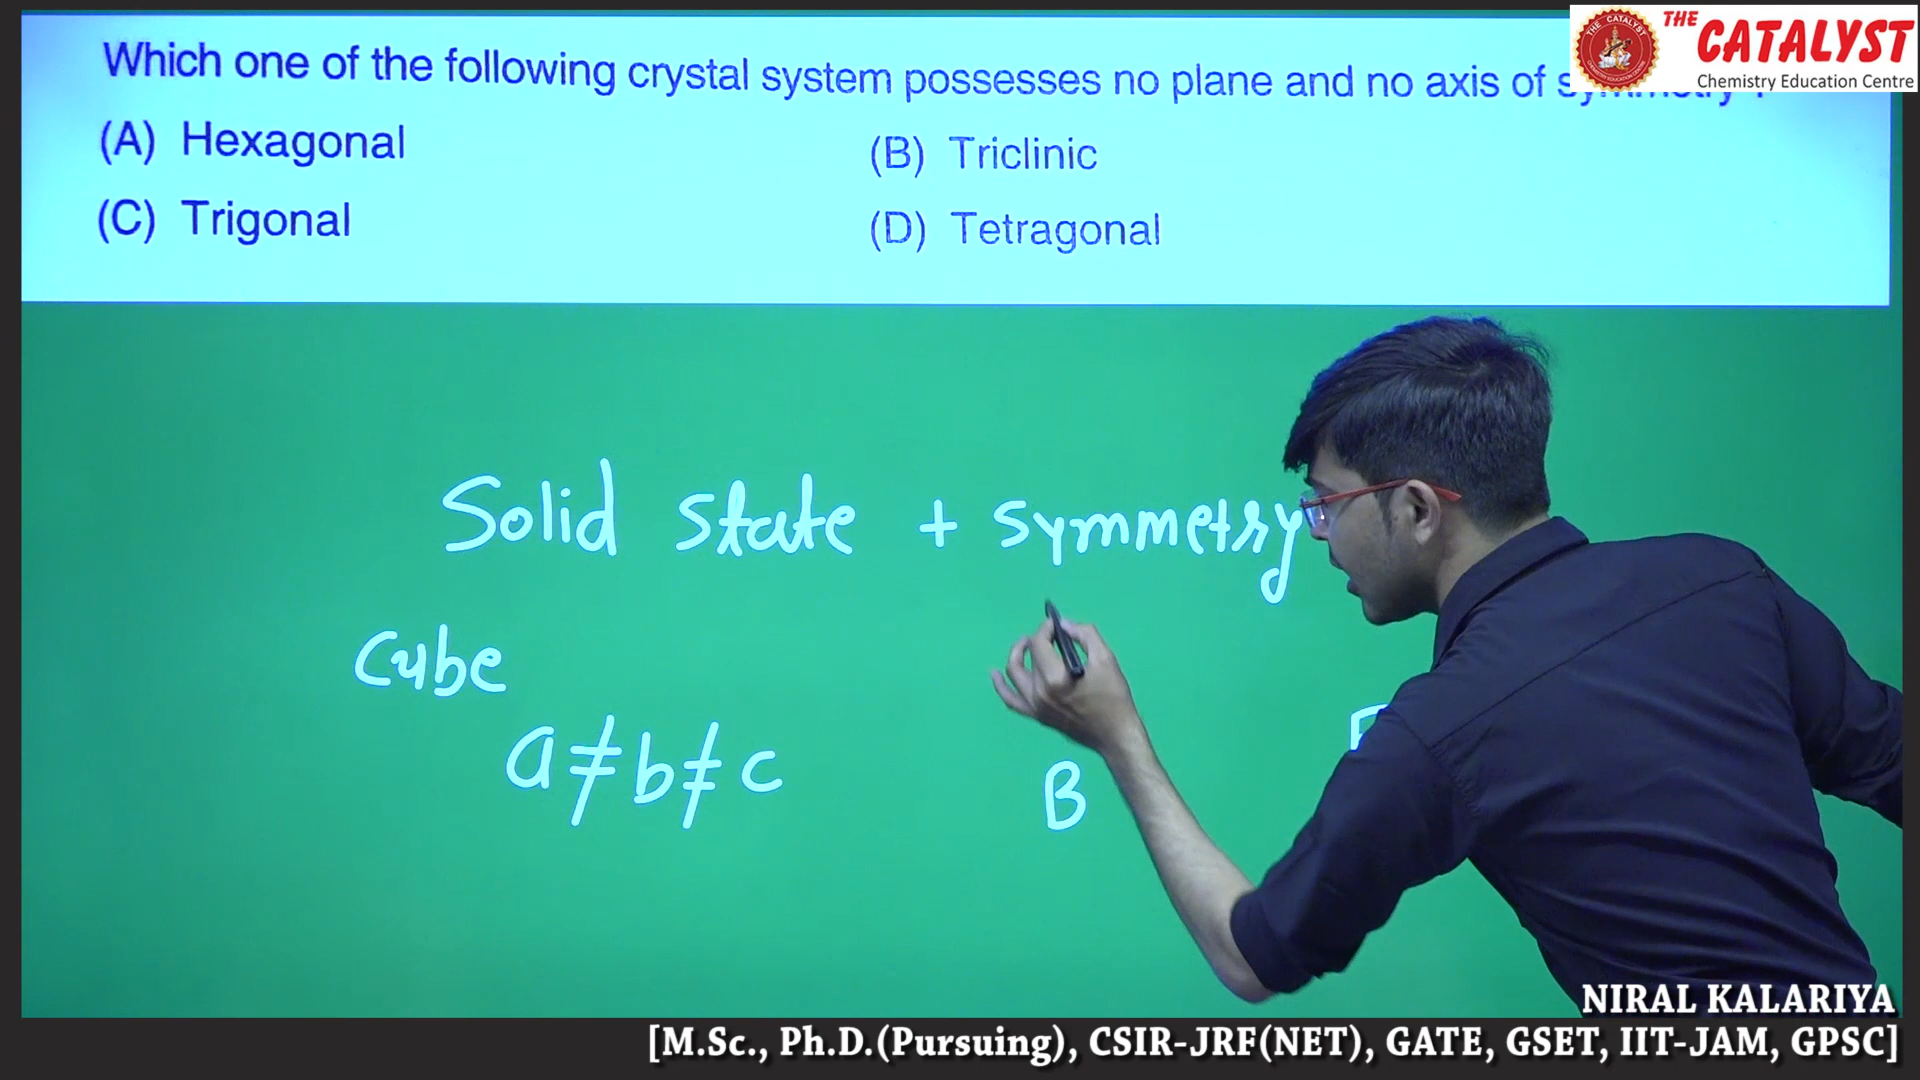 Which one of the following crystal system possesses no plane and no axis of
(A) Hexagonal
(B) Triclinic
(C) Trigonal
(D) Tetragonal
THE CATALYST
Chemistry Education Centre
Solid state + symmetry
Cube
a ≠ b ≠ c
B
NIRAL KALARIYA
[M.Sc., Ph.D.(Pursuing), CSIR-JRF(NET), GATE, GSET, IIT-JAM, GPSC]